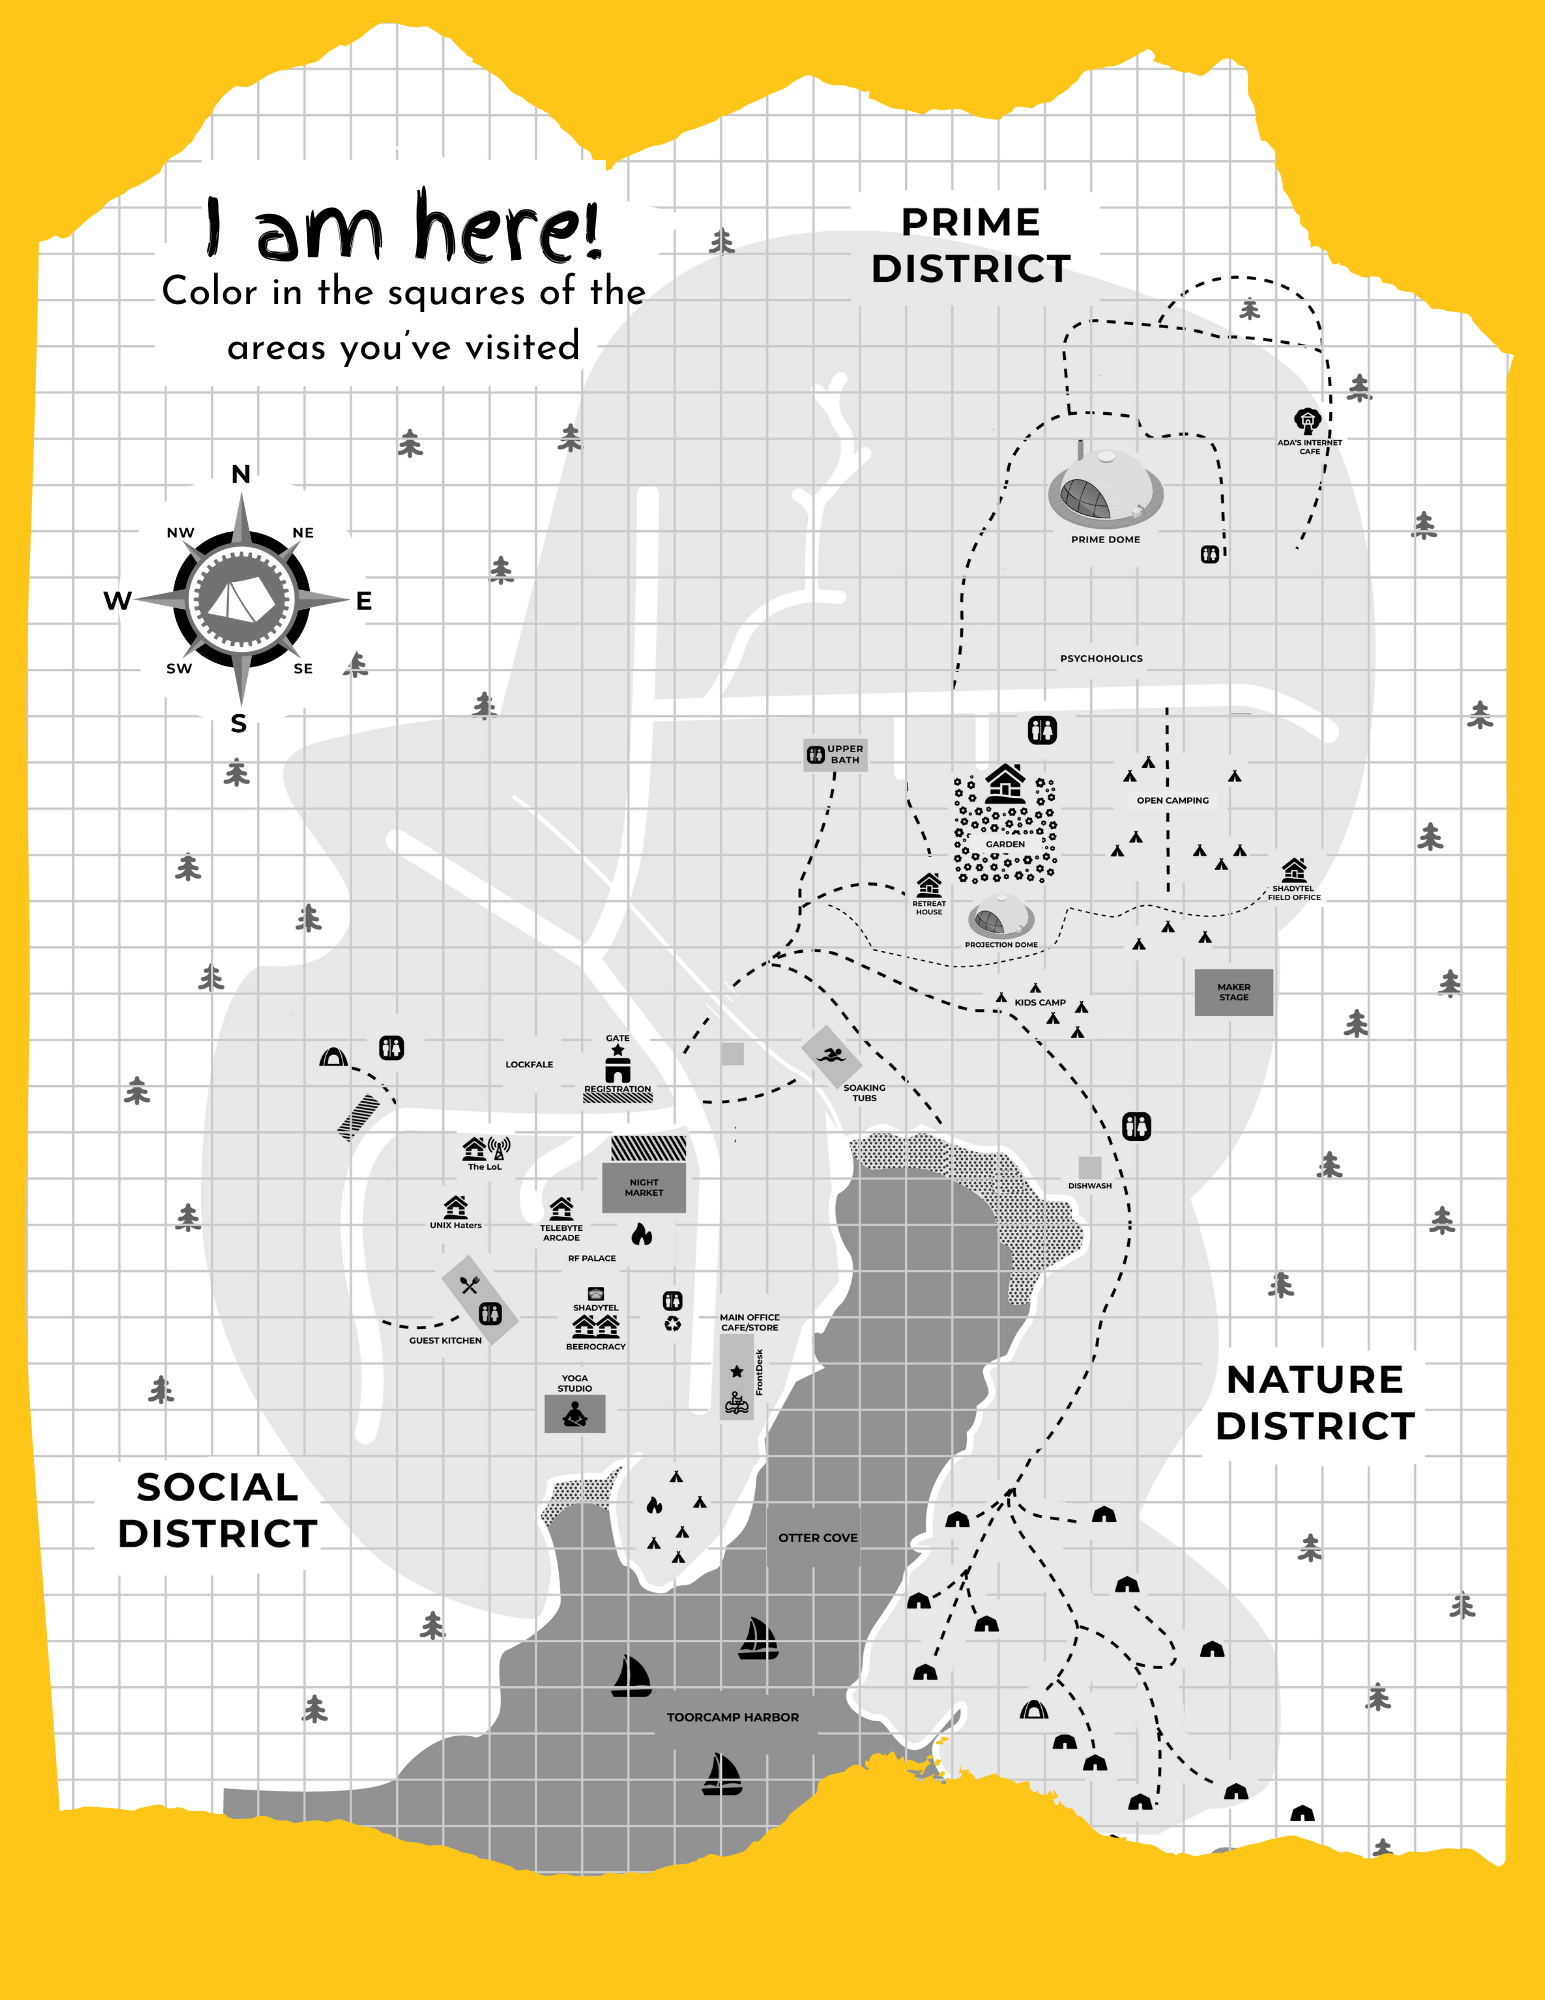 I am here!
Color in the squares of the
areas you've visited
PRIME
DISTRICT
ADA'S INTERNET
CAFE
N
NW
NE
W
E
SW
SE
S
PRIME DOME
PSYCHOHOLICS
UPPER
BATH
OPEN CAMPING
GARDEN
RETREAT
HOUSE
SHADYTEL
FIELD OFFICE
PROJECTION DOME
MAKER
STAGE
KIDS CAMP
GATE
LOCKFALE
REGISTRATION
SOAKING
TUBS
The LoL
NIGHT
MARKET
DISHWASH
UNIX Haters
TELEBYTE
ARCADE
RF PALACE
SHADYTEL
BEEROCRACY
GUEST KITCHEN
MAIN OFFICE
CAFE/STORE
FrontDesk
YOGA
STUDIO
NATURE
DISTRICT
SOCIAL
DISTRICT
OTTER COVE
TOORCAMP HARBOR